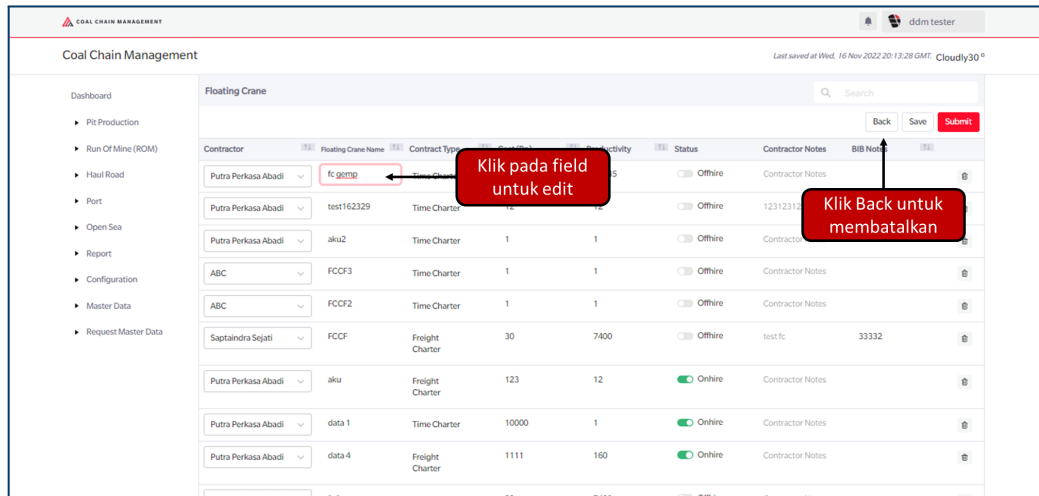 COAL CHAIN MANAGEMENT
ddm tester
Coal Chain Management
Last saved at Wed, 16 Nov 2022 20:13:28 GMT. Cloudly30°
Dashboard
Pit Production
Run Of Mine (ROM)
Haul Road
Port
Open Sea
Report
Configuration
Master Data
Request Master Data
Floating Crane
Search
Back Save Submit
Contractor Floating Crane Name Contract Type Status Contractor Notes BIB Notes
Putra Perkasa Abadi fc gemp Time Charter Offhire Contractor Notes
Klik pada field
untuk edit
Klik Back untuk
membatalkan
Putra Perkasa Abadi test162329 Time Charter 12 12 Offhire
Putra Perkasa Abadi aku2 Time Charter 1 1 Offhire Contractor
ABC FCCF3 Time Charter 1 1 Offhire Contractor Notes
ABC FCCF2 Time Charter 1 1 Offhire Contractor Notes
Saptaindra Sejati FCCF Freight 30 7400 Offhire test fc 33332
Charter
Putra Perkasa Abadi aku Freight 123 12 Onhire Contractor Notes
Charter
Putra Perkasa Abadi data 1 Time Charter 10000 1 Onhire Contractor Notes
Putra Perkasa Abadi data 4 Freight 1111 160 Onhire Contractor Notes
Charter